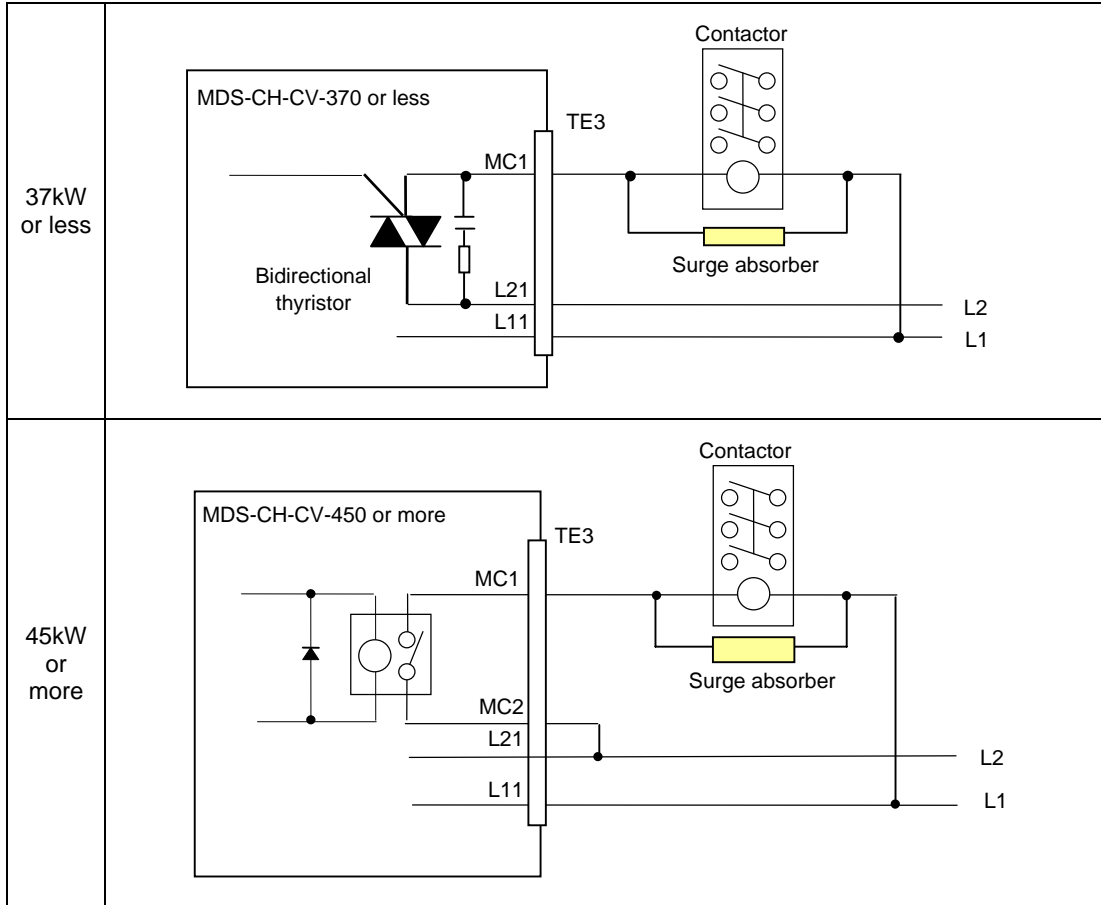 37kW
or less
Contactor
MDS-CH-CV-370 or less
TE3
MC1
Surge absorber
Bidirectional
thyristor
L21
L2
L11
L1
45kW
or
more
Contactor
MDS-CH-CV-450 or more
TE3
MC1
Surge absorber
MC2
L21
L2
L11
L1